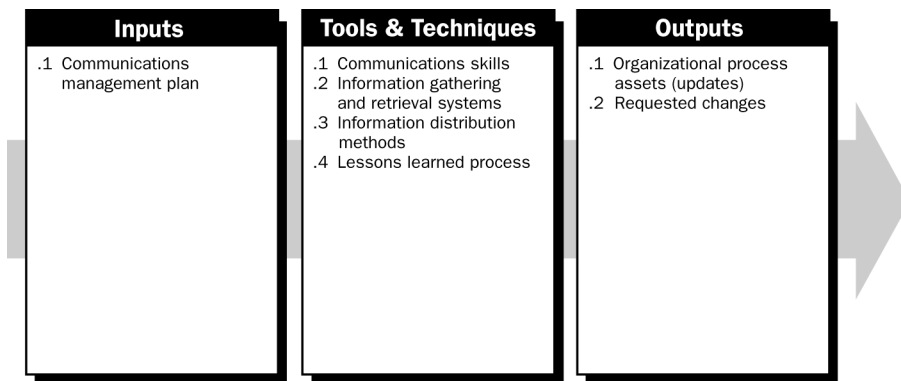 Inputs
.1 Communications
management plan
Tools & Techniques
.1 Communications skills
.2 Information gathering
and retrieval systems
.3 Information distribution
methods
.4 Lessons learned process
Outputs
.1 Organizational process
assets (updates)
.2 Requested changes